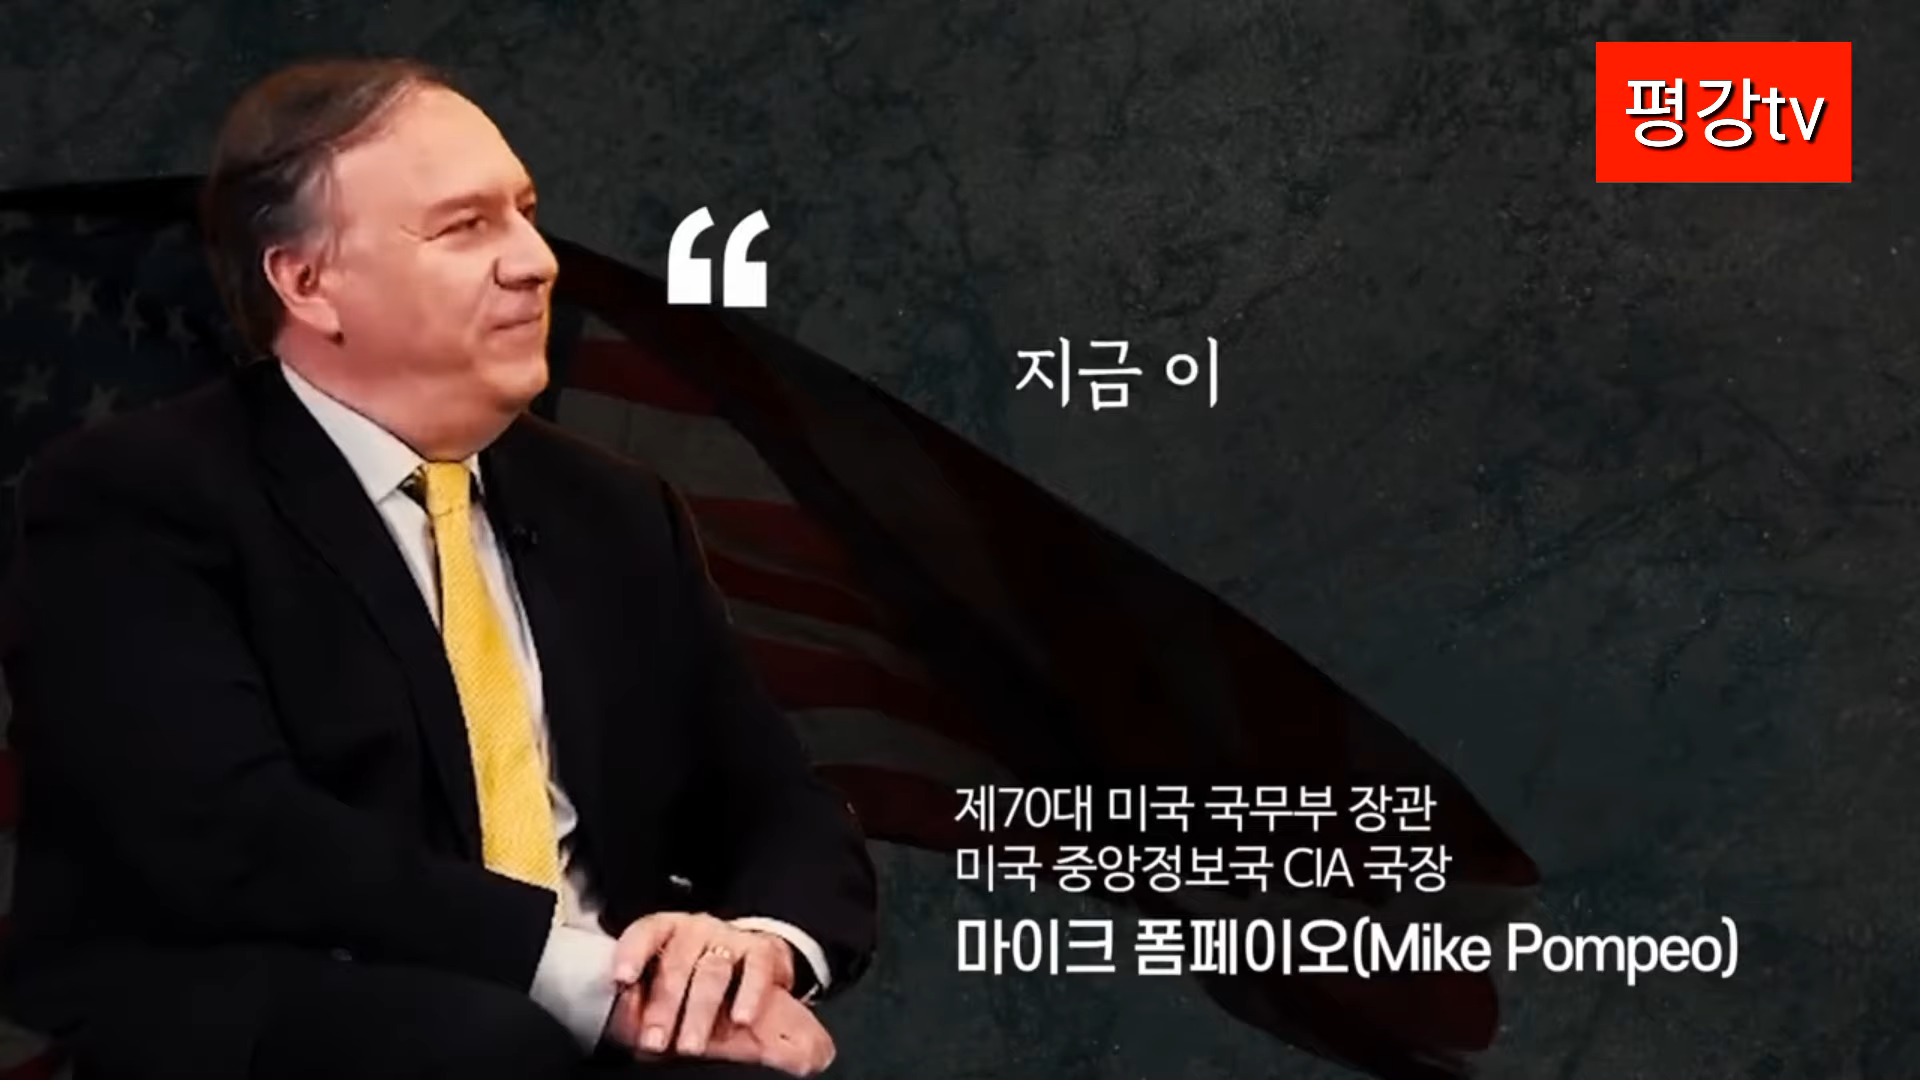 평강tv
“
지금 이
제70대 미국 국무부 장관
미국 중앙정보국 CIA 국장
마이크 폼페이오(Mike Pompeo)